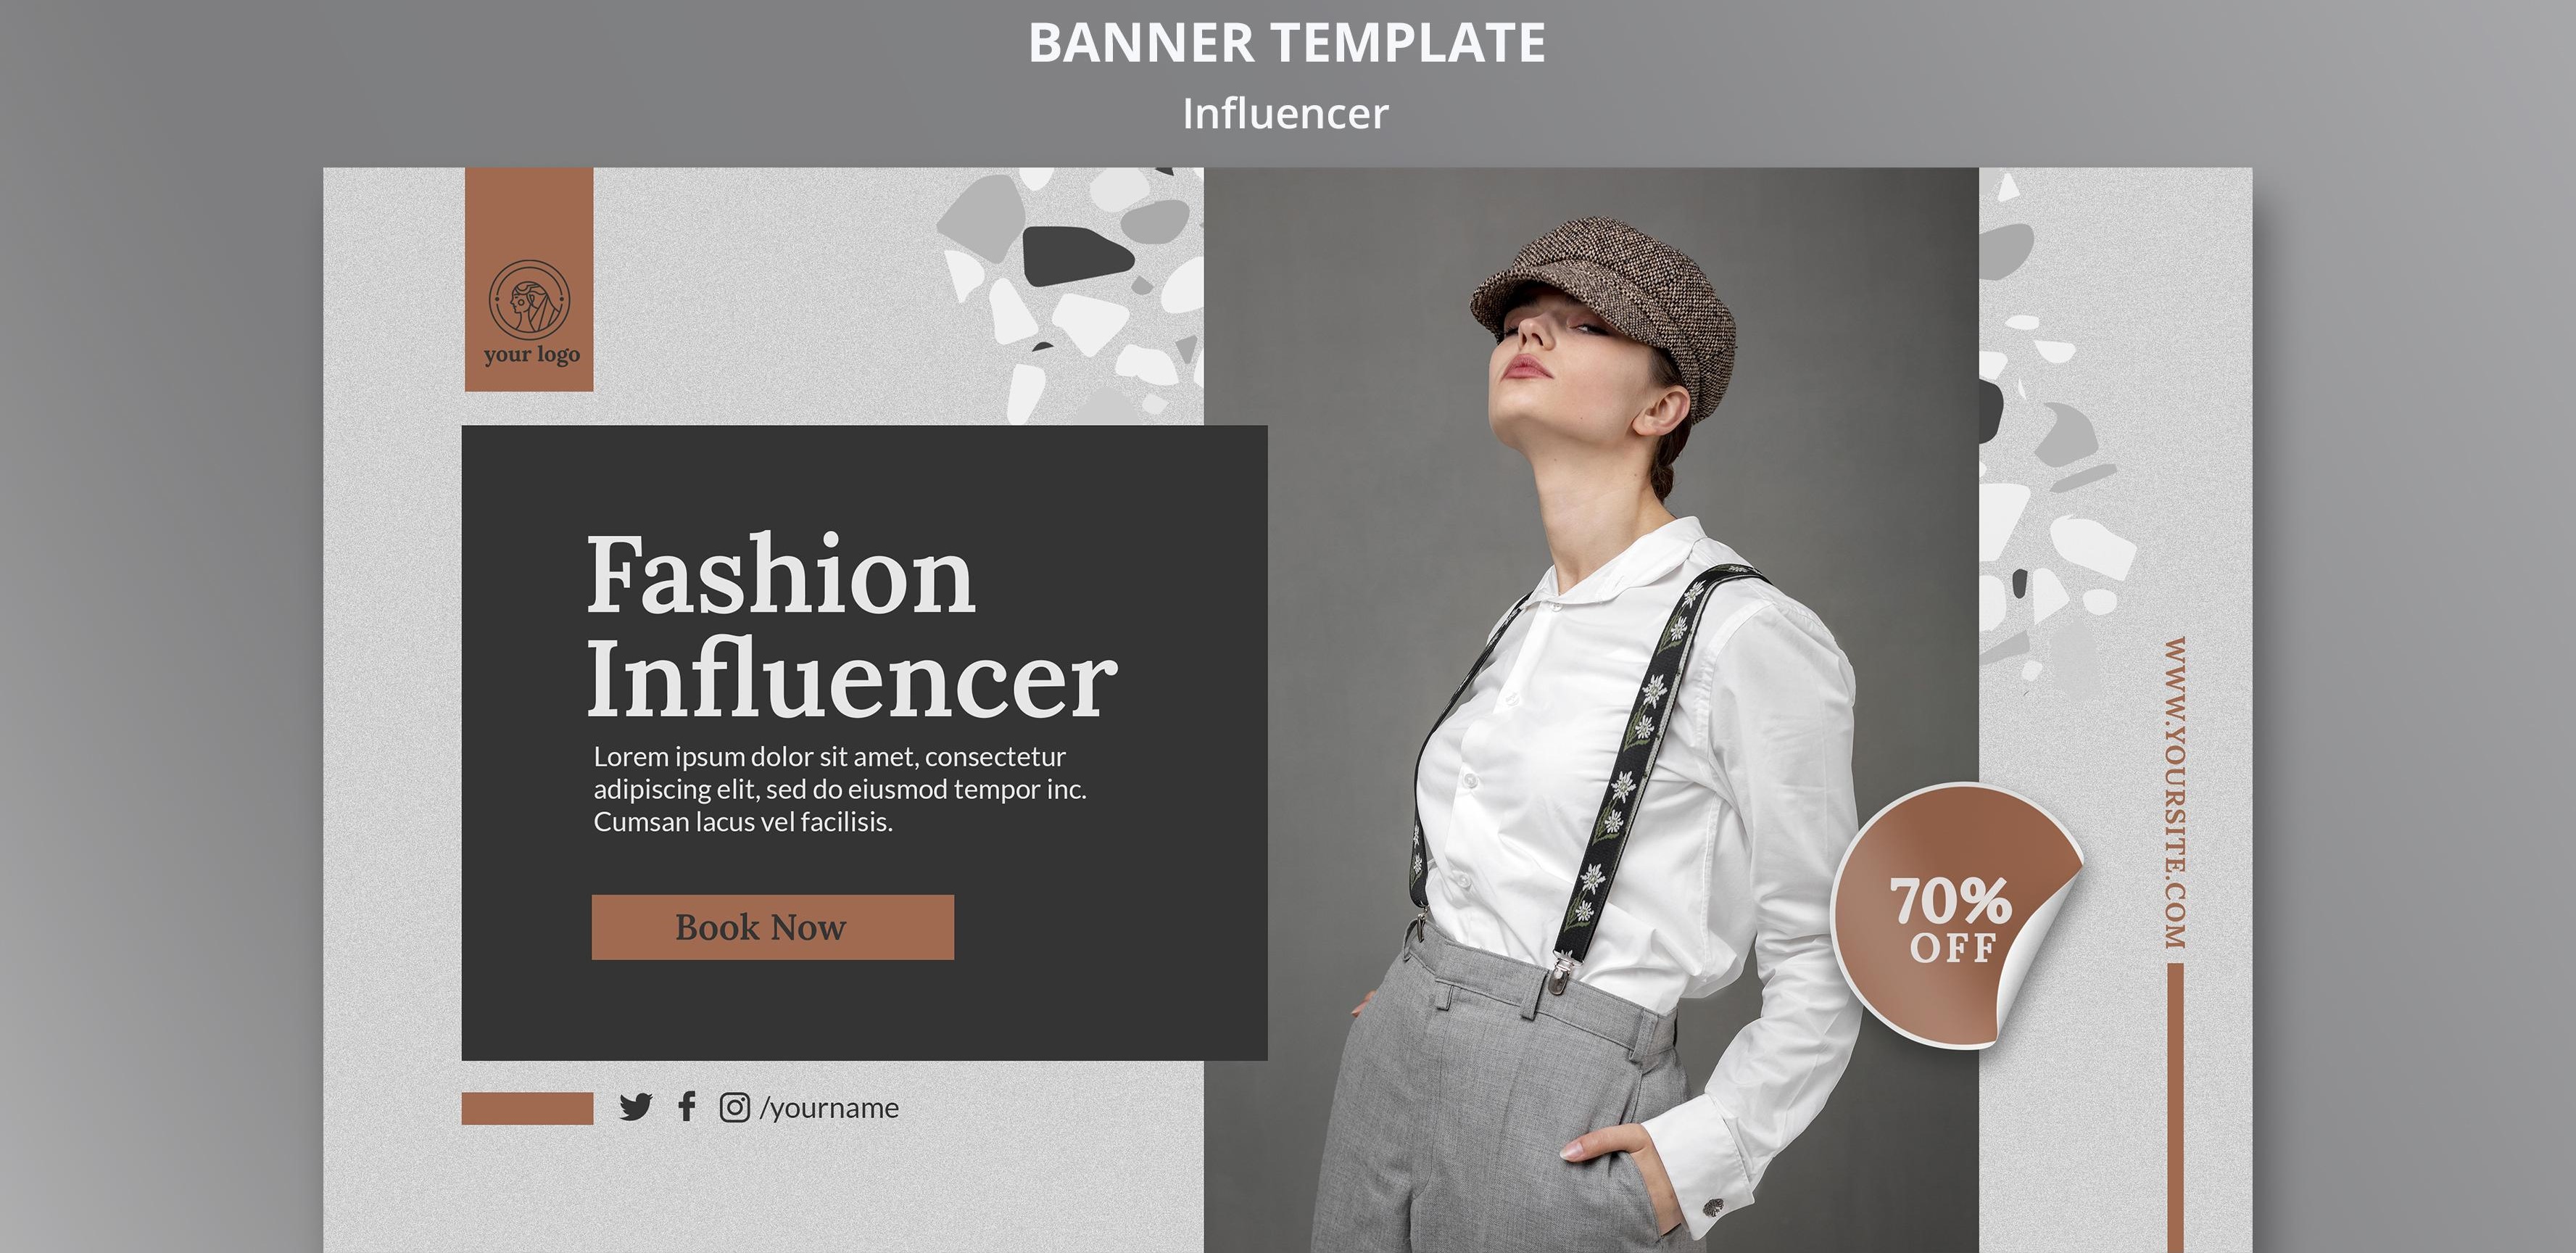 BANNER TEMPLATE
Influencer
your logo
Fashion
Influencer
Lorem ipsum dolor sit amet, consectetur
adipiscing elit, sed do eiusmod tempor inc.
Cumsan lacus vel facilisis.
Book Now
/yourname
70%
OFF
WWW.YOURSITE.COM